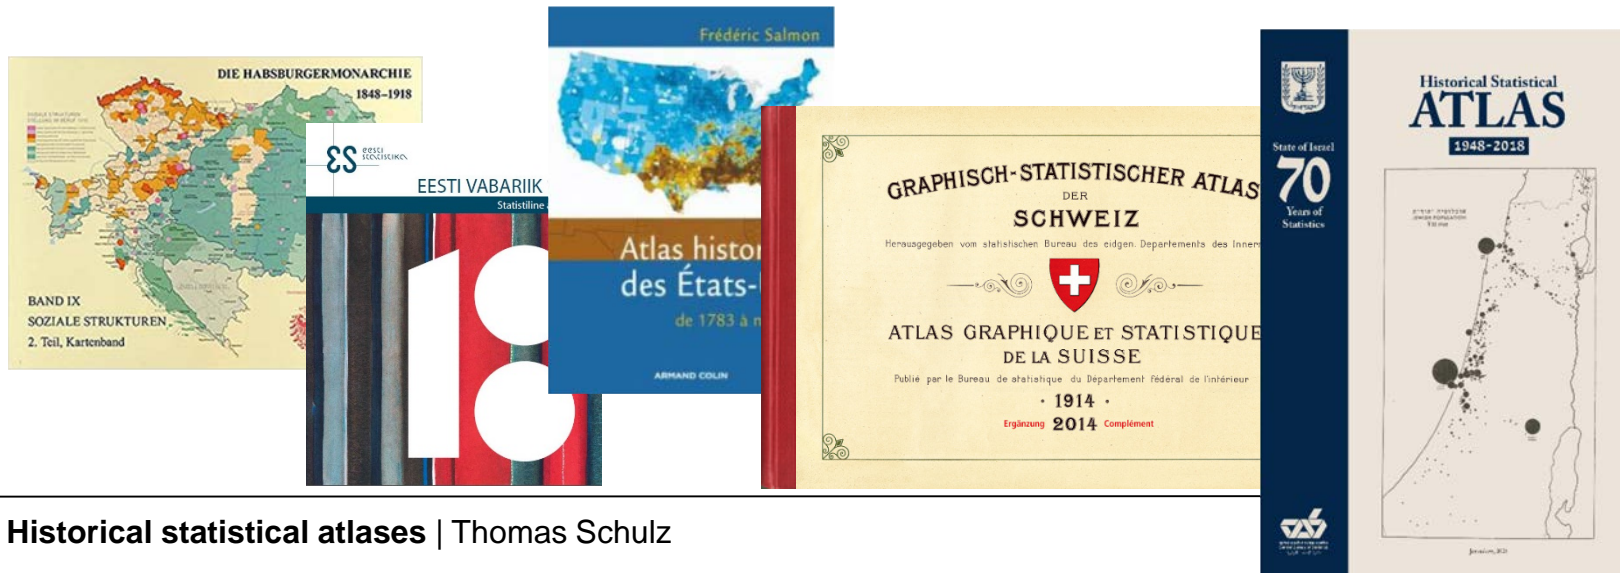 DIE HABSBURGERMONARCHIE
1848–1918
BAND IX
SOZIALE STRUKTUREN
2. Teil, Kartenband
eesti
statistika
EESTI VABARIIK
Statistiline
18
Frédéric Salmon
Atlas histor
des États-
de 1783 à
ARMAND COLIN
GRAPHISCH-STATISTISCHER ATLAS
DER
SCHWEIZ
Herausgegeben vom statistischen Bureau des eidgen. Departements des Innern
ATLAS GRAPHIQUE ET STATISTIQUE
DE LA SUISSE
Publié par le Bureau de statistique du Département fédéral de l'intérieur
· 1914 ·
Ergänzung 2014 Complément
State of Israel
70
Years of
Statistics
Historical Statistical
ATLAS
1948-2018
JEWISH POPULATION
Historical statistical atlases | Thomas Schulz